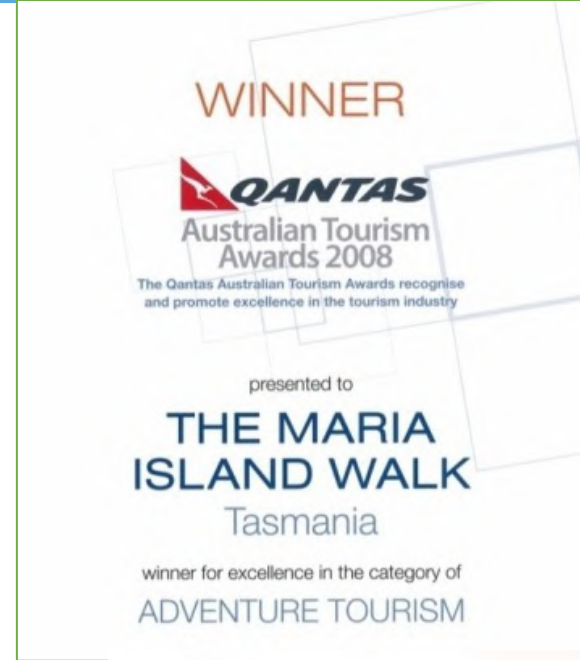 WINNER
QANTAS
Australian Tourism
Awards 2008
The Qantas Australian Tourism Awards recognise
and promote excellence in the tourism industry
presented to
THE MARIA
ISLAND WALK
Tasmania
winner for excellence in the category of
ADVENTURE TOURISM